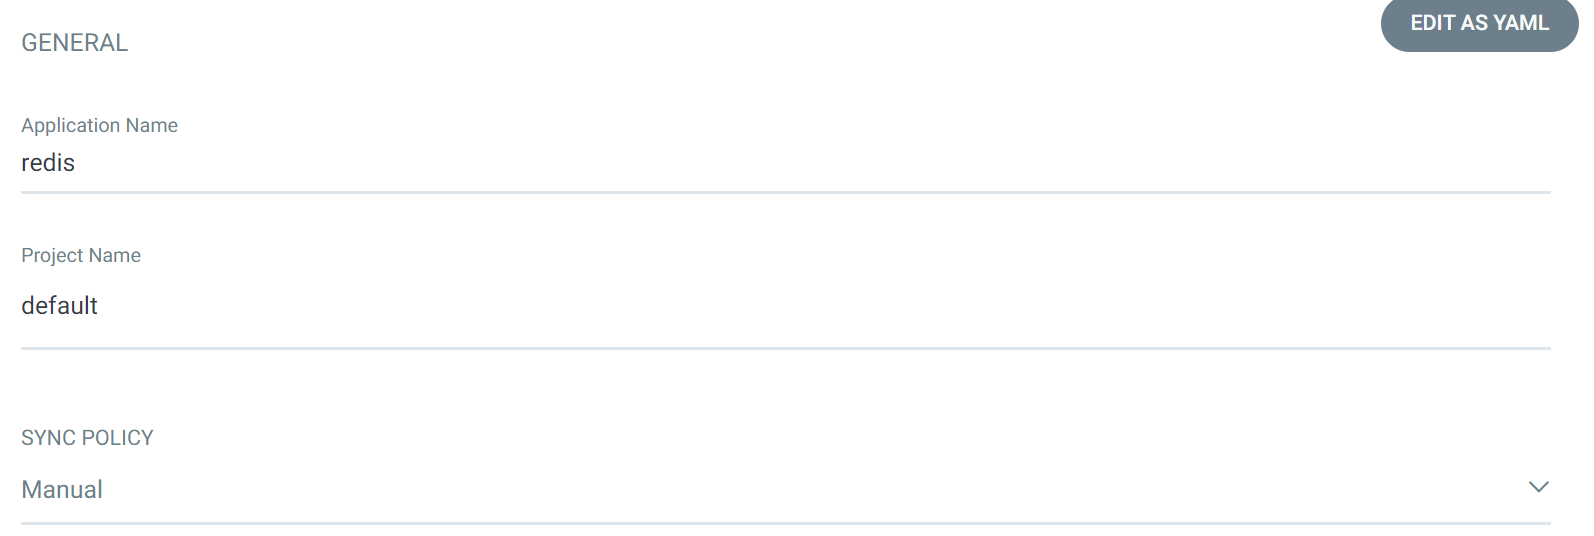 GENERAL
EDIT AS YAML
Application Name
redis
Project Name
default
SYNC POLICY
Manual